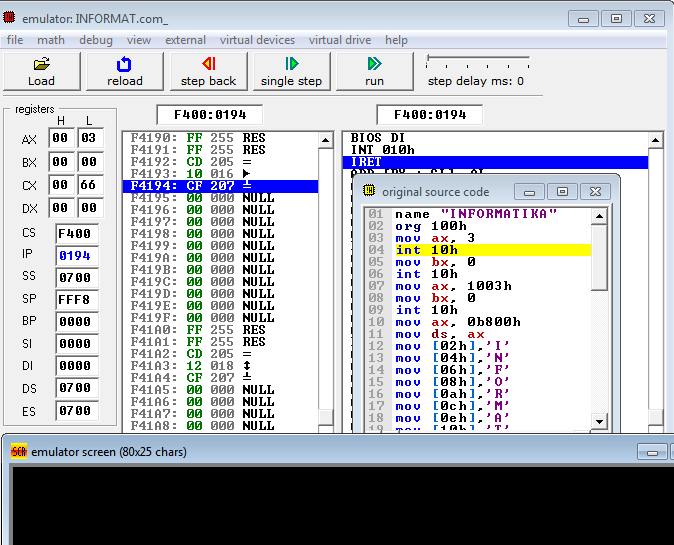 emulator: INFORMAT.com_
file math debug view external virtual devices virtual drive help
Load reload step back single step run step delay ms: 0
registers
H L
AX 00 03
BX 00 00
CX 00 66
DX 00 00
CS F400
IP 0194
SS 0700
SP FFF8
BP 0000
SI 0000
DI 0000
DS 0700
ES 0700
F400:0194
F4190: FF 255 RES
F4191: FF 255 RES
F4192: CD 205 =
F4193: 10 016 ►
F4194: CF 207 ╧
F4195: 00 000 NULL
F4196: 00 000 NULL
F4197: 00 000 NULL
F4198: 00 000 NULL
F4199: 00 000 NULL
F419A: 00 000 NULL
F419B: 00 000 NULL
F419C: 00 000 NULL
F419D: 00 000 NULL
F419E: 00 000 NULL
F419F: 00 000 NULL
F41A0: FF 255 RES
F41A1: FF 255 RES
F41A2: CD 205 =
F41A3: 12 018 ↕
F41A4: CF 207 ╧
F41A5: 00 000 NULL
F41A6: 00 000 NULL
F41A7: 00 000 NULL
F41A8: 00 000 NULL
F400:0194
BIOS DI
INT 010h
IRET
original source code
01 name "INFORMATIKA"
02 org 100h
03 mov ax, 3
04 int 10h
05 mov bx, 0
06 int 10h
07 mov ax, 1003h
08 mov bx, 0
09 int 10h
10 mov ax, 0b800h
11 mov ds, ax
12 mov [02h],'I'
13 mov [04h],'N'
14 mov [06h],'F'
15 mov [08h],'O'
16 mov [0ah],'R'
17 mov [0ch],'M'
18 mov [0eh],'A'
19 mov [10h],'T'
emulator screen (80x25 chars)